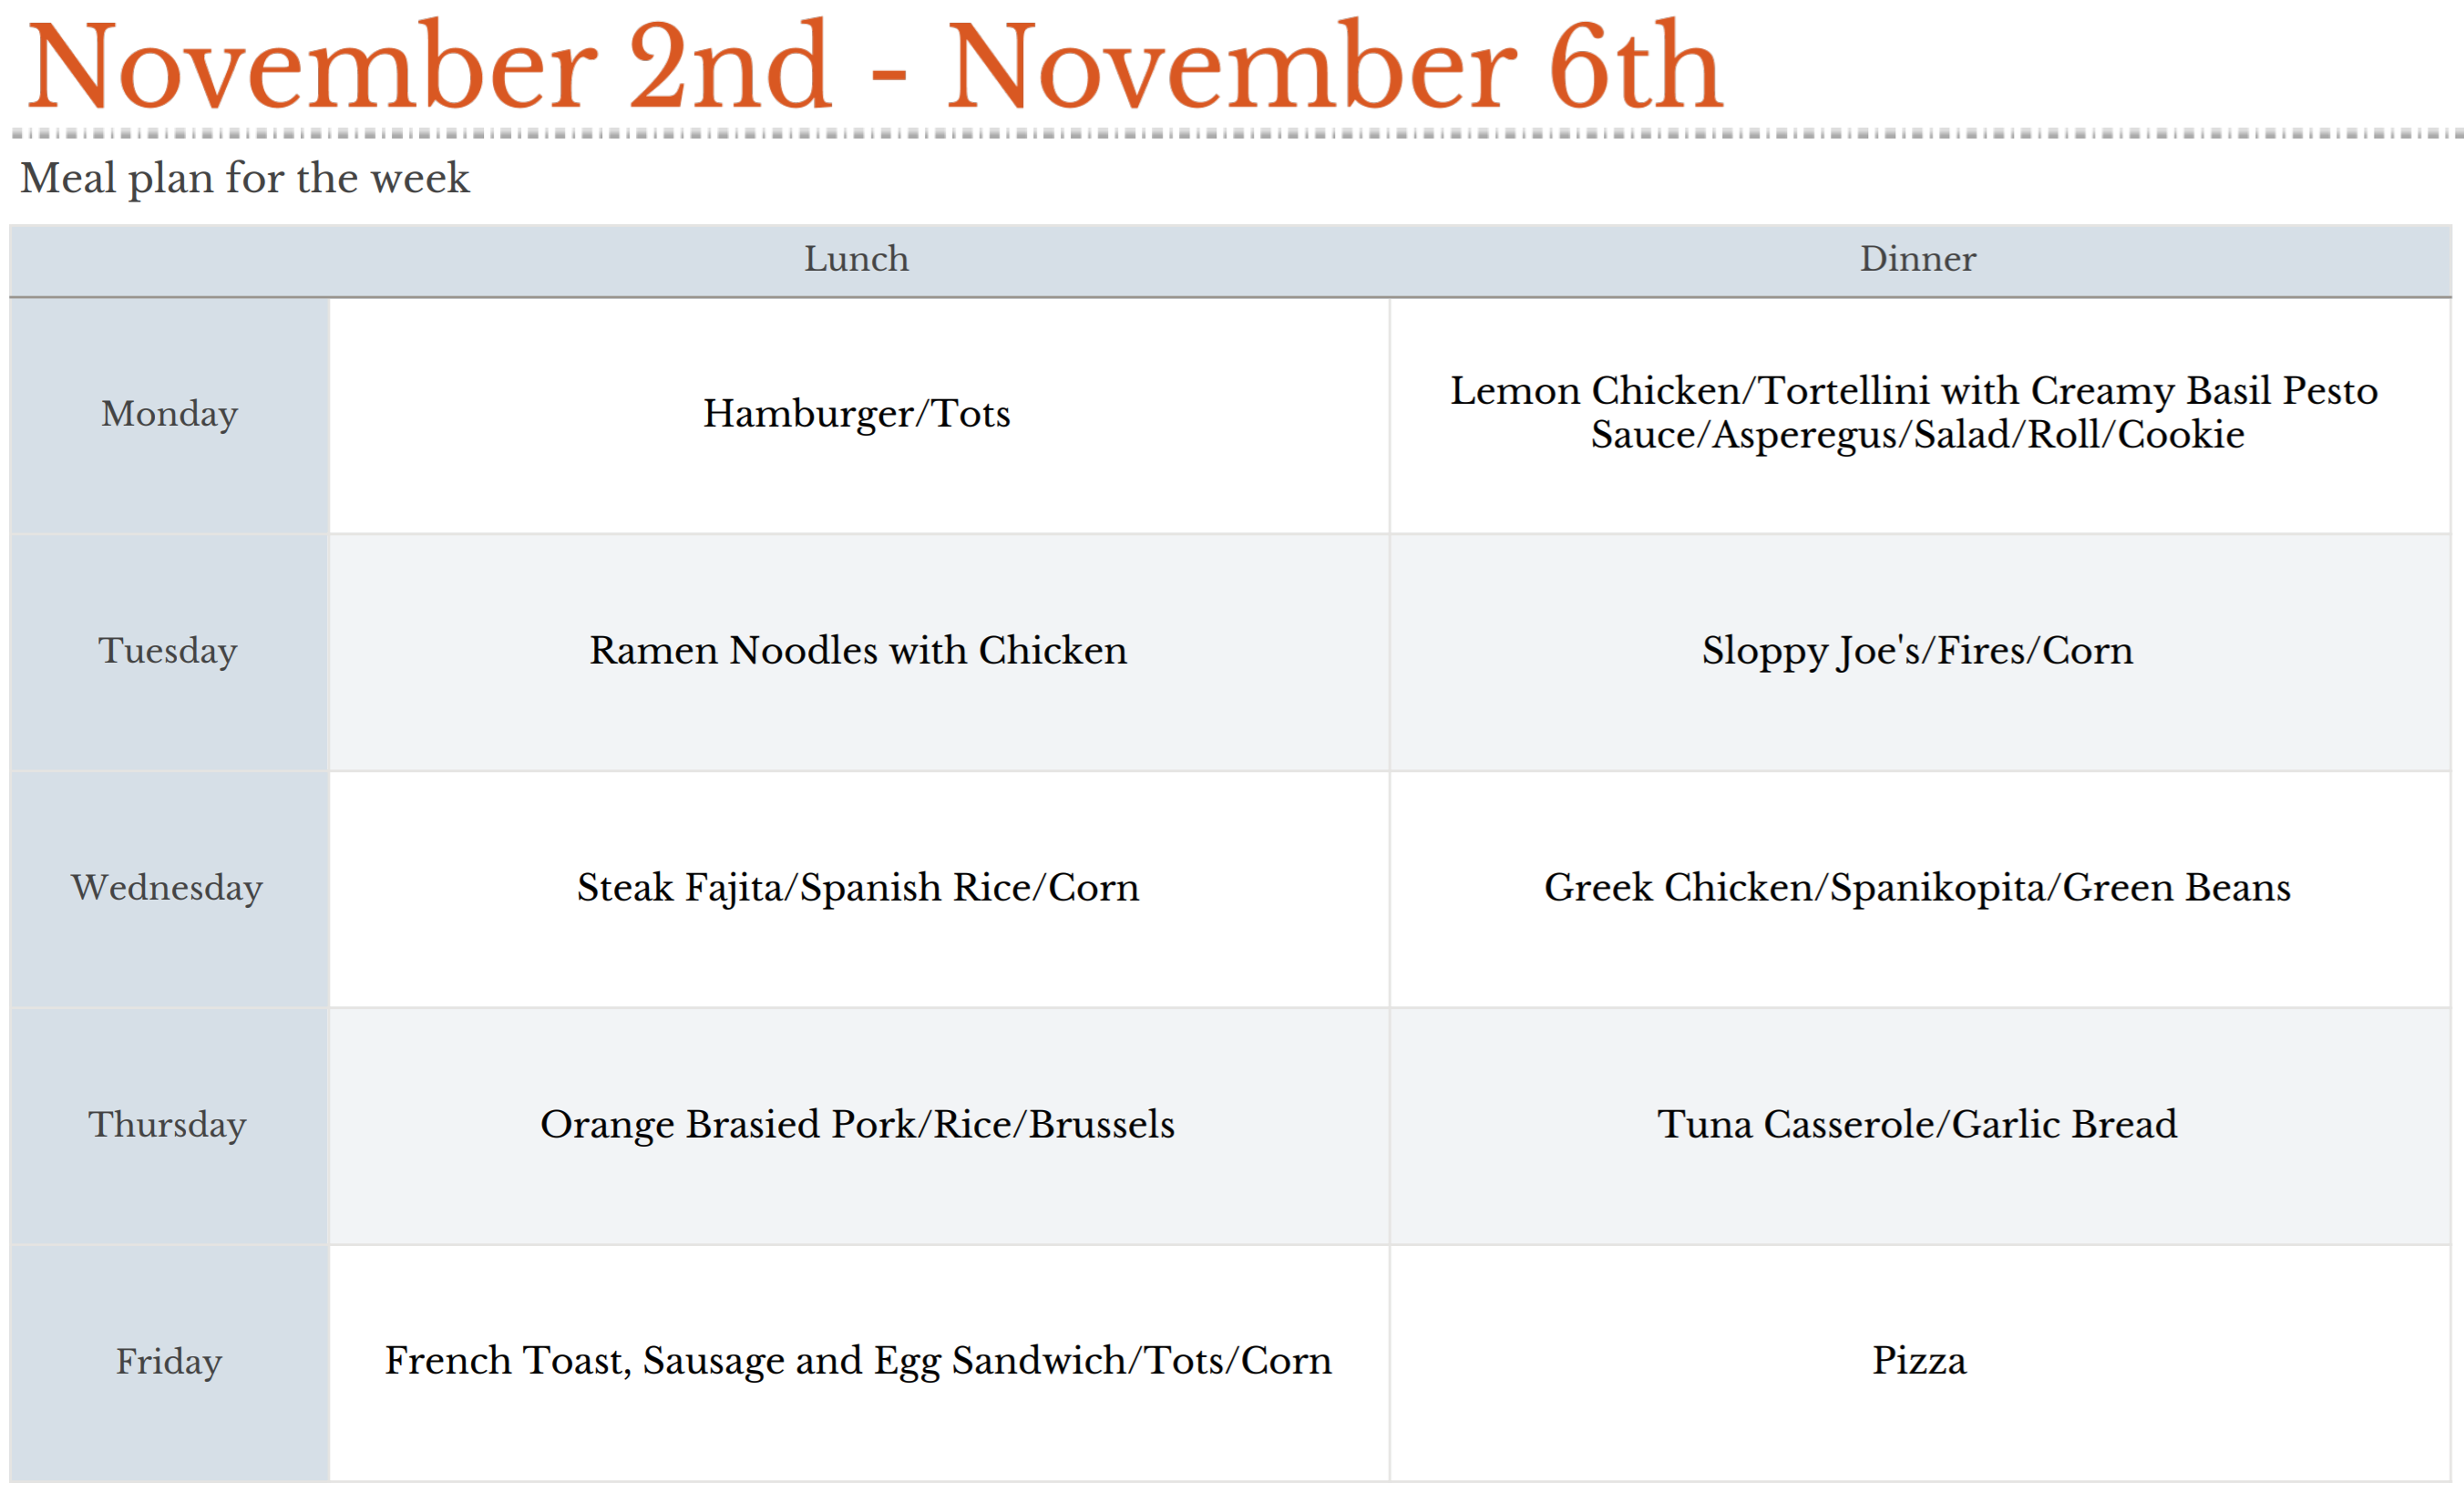 November 2nd - November 6th
Meal plan for the week
Lunch Dinner
Monday Hamburger/Tots Lemon Chicken/Tortellini with Creamy Basil Pesto
Sauce/Asperegus/Salad/Roll/Cookie
Tuesday Ramen Noodles with Chicken Sloppy Joe's/Fires/Corn
Wednesday Steak Fajita/Spanish Rice/Corn Greek Chicken/Spanikopita/Green Beans
Thursday Orange Brasied Pork/Rice/Brussels Tuna Casserole/Garlic Bread
Friday French Toast, Sausage and Egg Sandwich/Tots/Corn Pizza